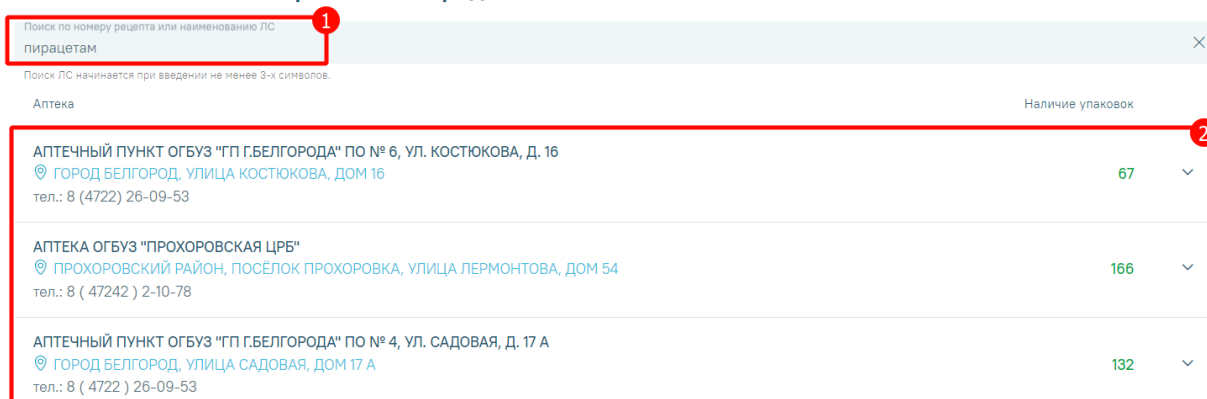 Поиск по номеру рецепта или наименованию ЛС
1
пирацетам
Поиск ЛС начинается при введении не менее 3-х символов.
Аптека Наличие упаковок
2
АПТЕЧНЫЙ ПУНКТ ОГБУЗ "ГП Г.БЕЛГОРОДА" ПО № 6, УЛ. КОСТЮКОВА, Д. 16
ГОРОД БЕЛГОРОД, УЛИЦА КОСТЮКОВА, ДОМ 16 67
тел.: 8 (4722) 26-09-53
АПТЕКА ОГБУЗ "ПРОХОРОВСКАЯ ЦРБ"
ПРОХОРОВСКИЙ РАЙОН, ПОСЁЛОК ПРОХОРОВКА, УЛИЦА ЛЕРМОНТОВА, ДОМ 54 166
тел.: 8 ( 47242 ) 2-10-78
АПТЕЧНЫЙ ПУНКТ ОГБУЗ "ГП Г.БЕЛГОРОДА" ПО № 4, УЛ. САДОВАЯ, Д. 17 А
ГОРОД БЕЛГОРОД, УЛИЦА САДОВАЯ, ДОМ 17 А 132
тел.: 8 ( 4722 ) 26-09-53